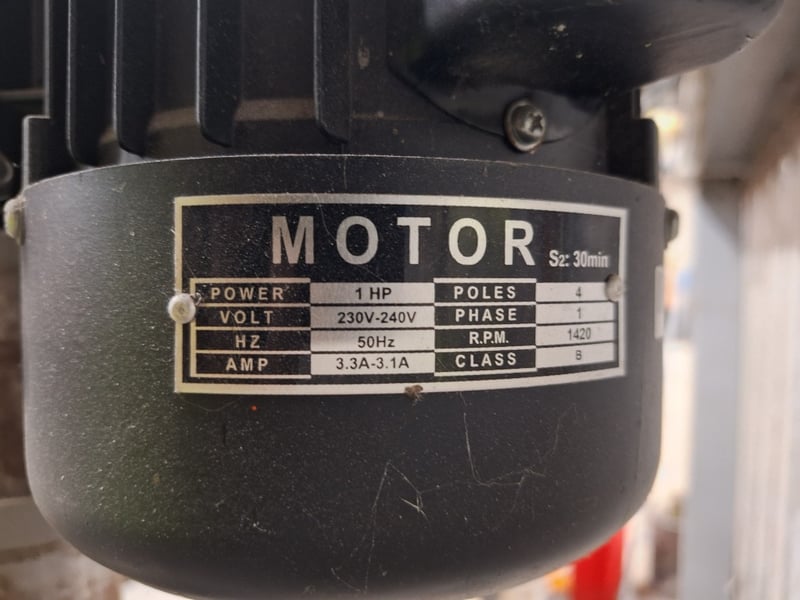 MOTOR S2: 30min
POWER 1 HP POLES 4
VOLT 230V-240V PHASE 1
HZ 50Hz R.P.M. 1420
AMP 3.3A-3.1A CLASS B